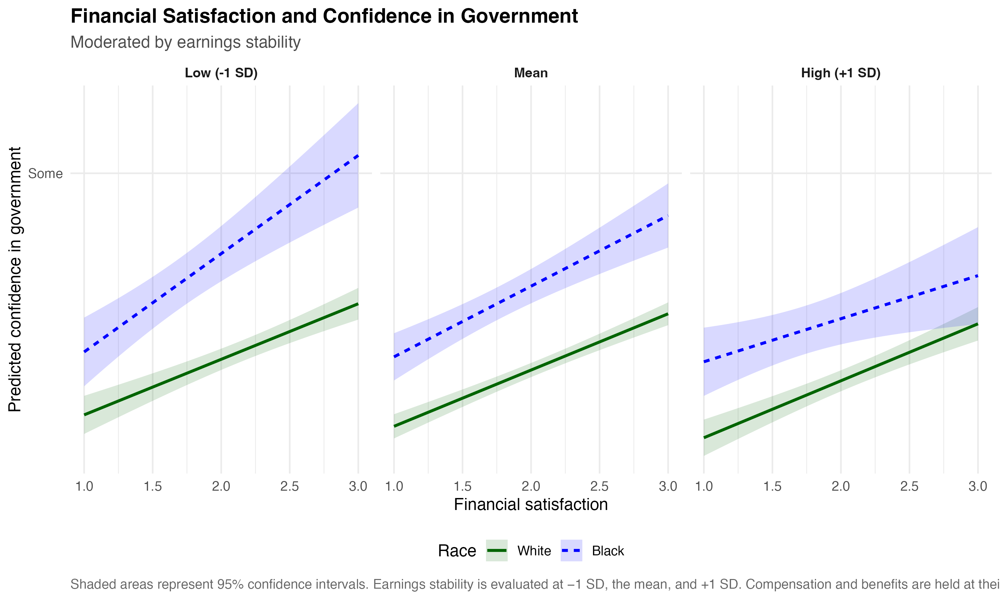 Financial Satisfaction and Confidence in Government
Moderated by earnings stability
Low (-1 SD)
Mean
High (+1 SD)
Predicted confidence in government
Some
1.0 1.5 2.0 2.5 3.0 1.0 1.5 2.0 2.5 3.0 1.0 1.5 2.0 2.5 3.0
Financial satisfaction
Race White Black
Shaded areas represent 95% confidence intervals. Earnings stability is evaluated at −1 SD, the mean, and +1 SD. Compensation and benefits are held at thei